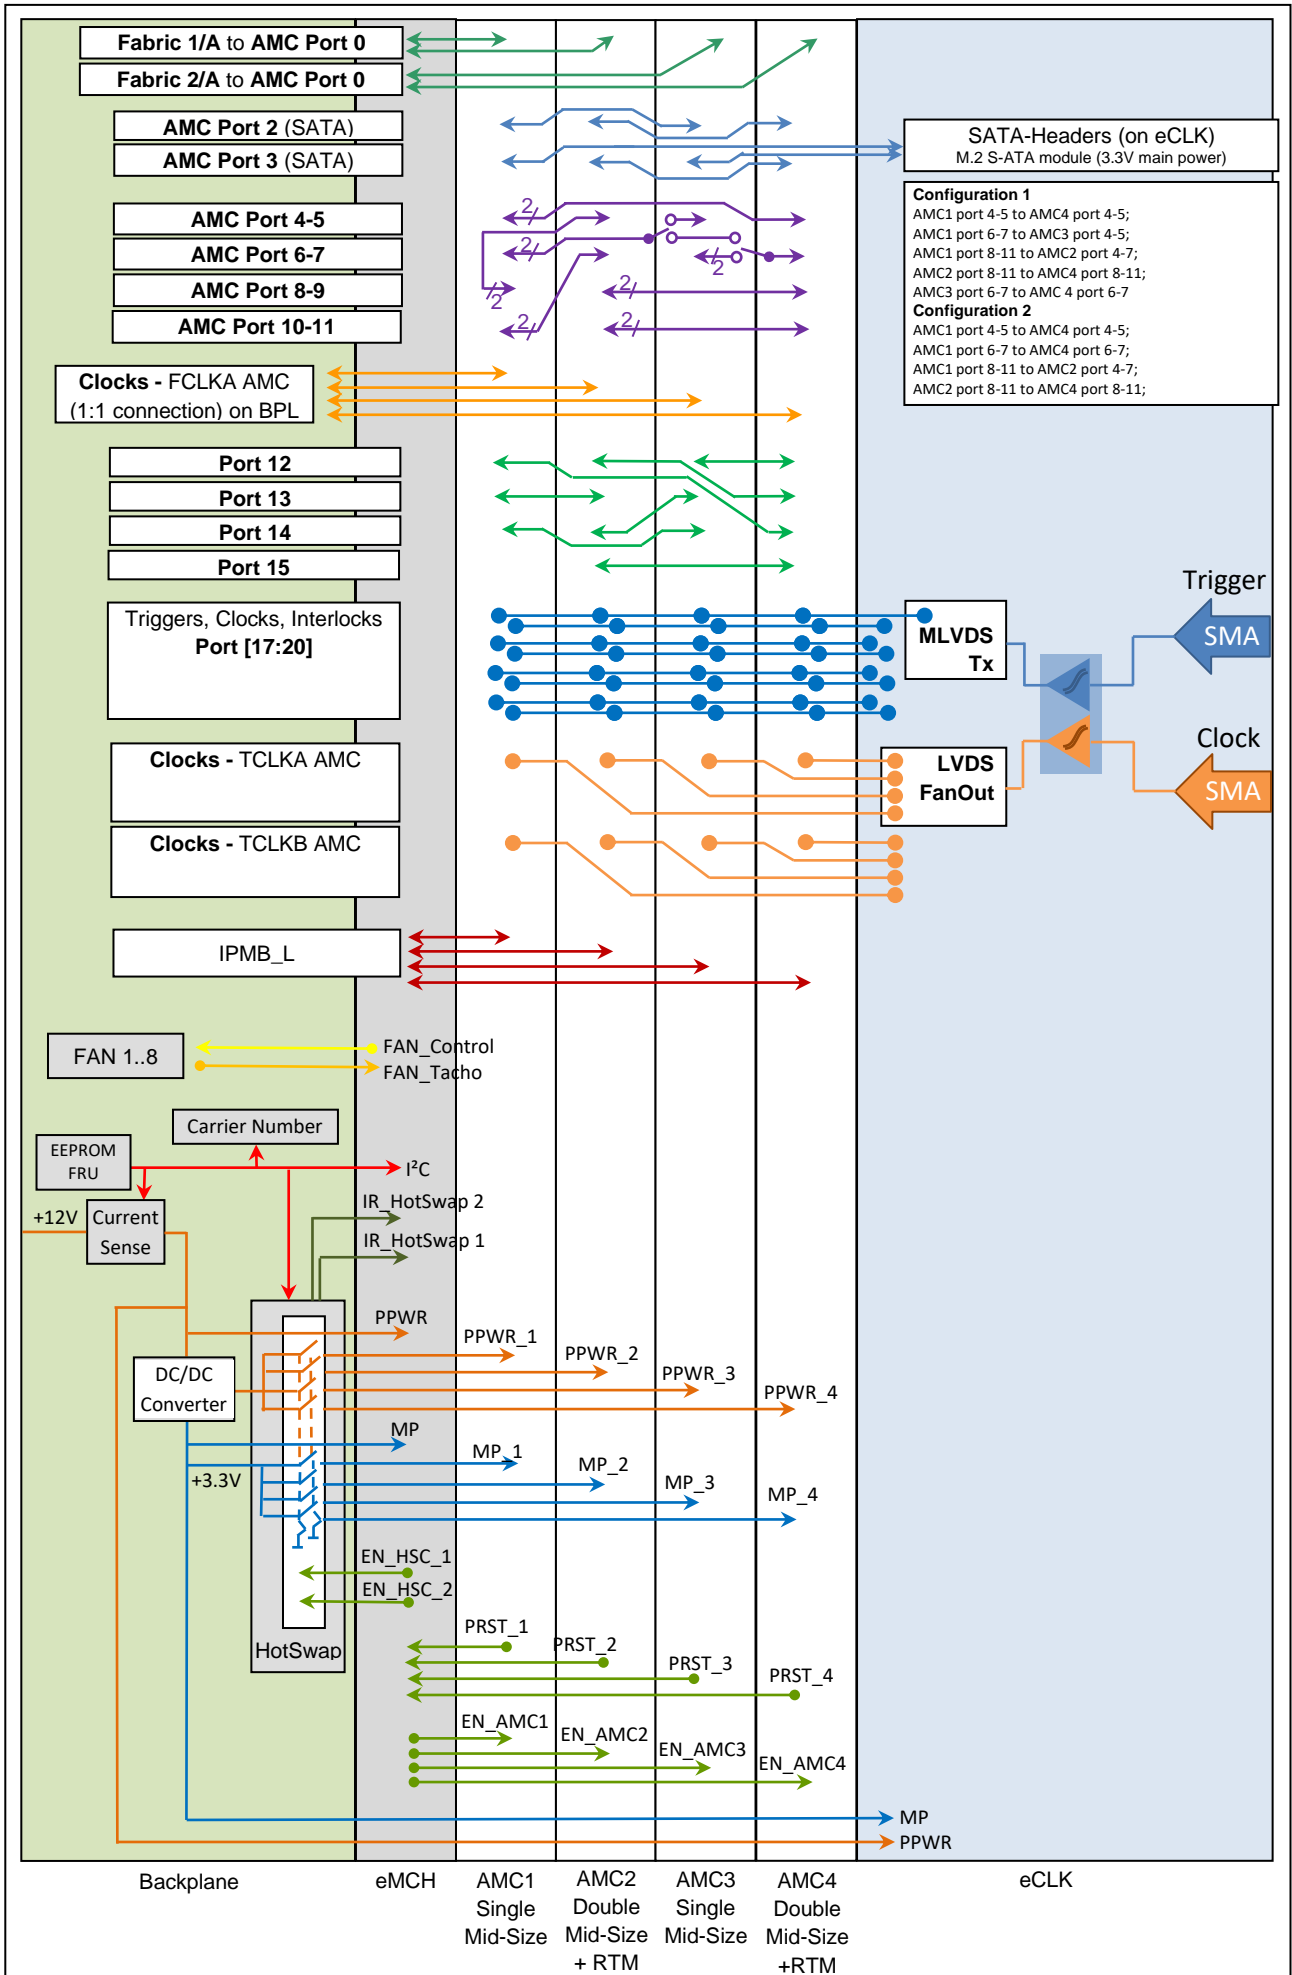 Fabric 1/A to AMC Port 0
Fabric 2/A to AMC Port 0
AMC Port 2 (SATA)
AMC Port 3 (SATA)
SATA-Headers (on eCLK)
M.2 S-ATA module (3.3V main power)
Configuration 1
AMC1 port 4-5 to AMC4 port 4-5;
AMC1 port 6-7 to AMC3 port 4-5;
AMC1 port 8-11 to AMC2 port 4-7;
AMC2 port 8-11 to AMC4 port 8-11;
AMC3 port 6-7 to AMC 4 port 6-7
Configuration 2
AMC1 port 4-5 to AMC4 port 4-5;
AMC1 port 6-7 to AMC4 port 6-7;
AMC1 port 8-11 to AMC2 port 4-7;
AMC2 port 8-11 to AMC4 port 8-11;
AMC Port 4-5
AMC Port 6-7
AMC Port 8-9
AMC Port 10-11
2
2
2
2
2
2
2
Clocks - FCLKA AMC
(1:1 connection) on BPL
Port 12
Port 13
Port 14
Port 15
Triggers, Clocks, Interlocks
Port [17:20]
MLVDS
Tx
Trigger
SMA
Clocks - TCLKA AMC
LVDS
FanOut
Clock
SMA
Clocks - TCLKB AMC
IPMB_L
FAN 1..8
FAN_Control
FAN_Tacho
Carrier Number
EEPROM
FRU
I²C
+12V
Current
Sense
IR_HotSwap 2
IR_HotSwap 1
PPWR
PPWR_1
PPWR_2
PPWR_3
PPWR_4
DC/DC
Converter
MP
+3.3V
MP_1
MP_2
MP_3
MP_4
EN_HSC_1
EN_HSC_2
HotSwap
PRST_1
PRST_2
PRST_3
PRST_4
EN_AMC1
EN_AMC2
EN_AMC3
EN_AMC4
MP
PPWR
Backplane
eMCH
AMC1
Single
Mid-Size
AMC2
Double
Mid-Size
+ RTM
AMC3
Single
Mid-Size
AMC4
Double
Mid-Size
+RTM
eCLK